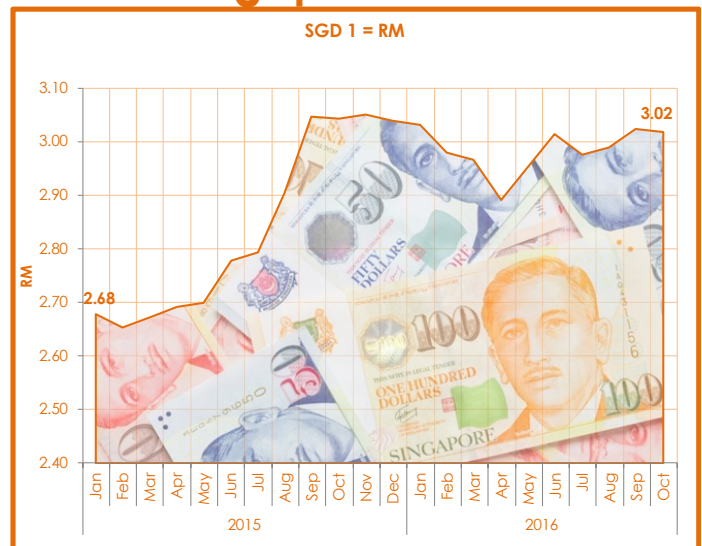 SGD 1 = RM
3.10
3.00
2.90
2.80
2.70
2.60
2.50
2.40
RM
2.68
3.02
Jan Feb Mar Apr May Jun Jul Aug Sep Oct Nov Dec Jan Feb Mar Apr May Jun Jul Aug Sep Oct
2015 2016
50
FIFTY
DOLLARS
100
THIS NOTE IS LEGAL TENDER
ONE HUNDRED
DOLLARS
SINGAPORE
100